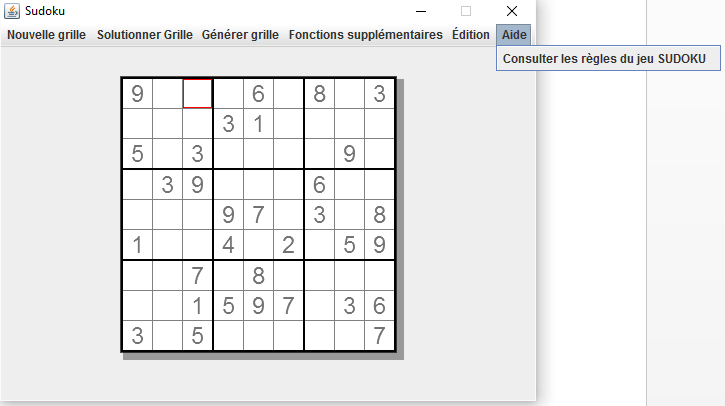 Sudoku
Nouvelle grille Solutionner Grille Générer grille Fonctions supplémentaires Édition Aide
Consulter les règles du jeu SUDOKU
9 6 8 3
3 1
5 3 9
3 9 6
9 7 3 8
1 4 2 5 9
7 8
1 5 9 7 3 6
3 5 7